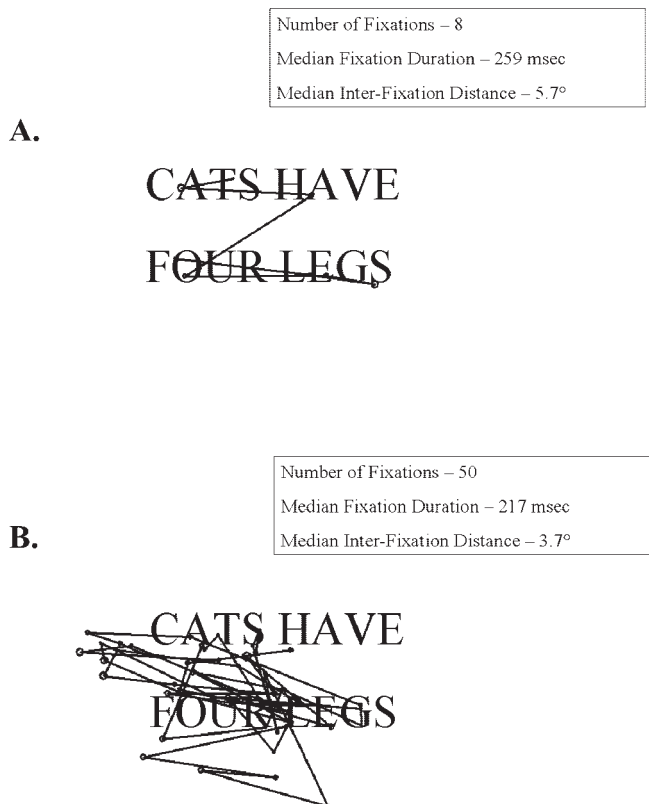 Number of Fixations – 8
Median Fixation Duration – 259 msec
Median Inter-Fixation Distance – 5.7°
A.
CATS HAVE
FOUR LEGS
Number of Fixations – 50
Median Fixation Duration – 217 msec
Median Inter-Fixation Distance – 3.7°
B.
CATS HAVE
FOUR LEGS